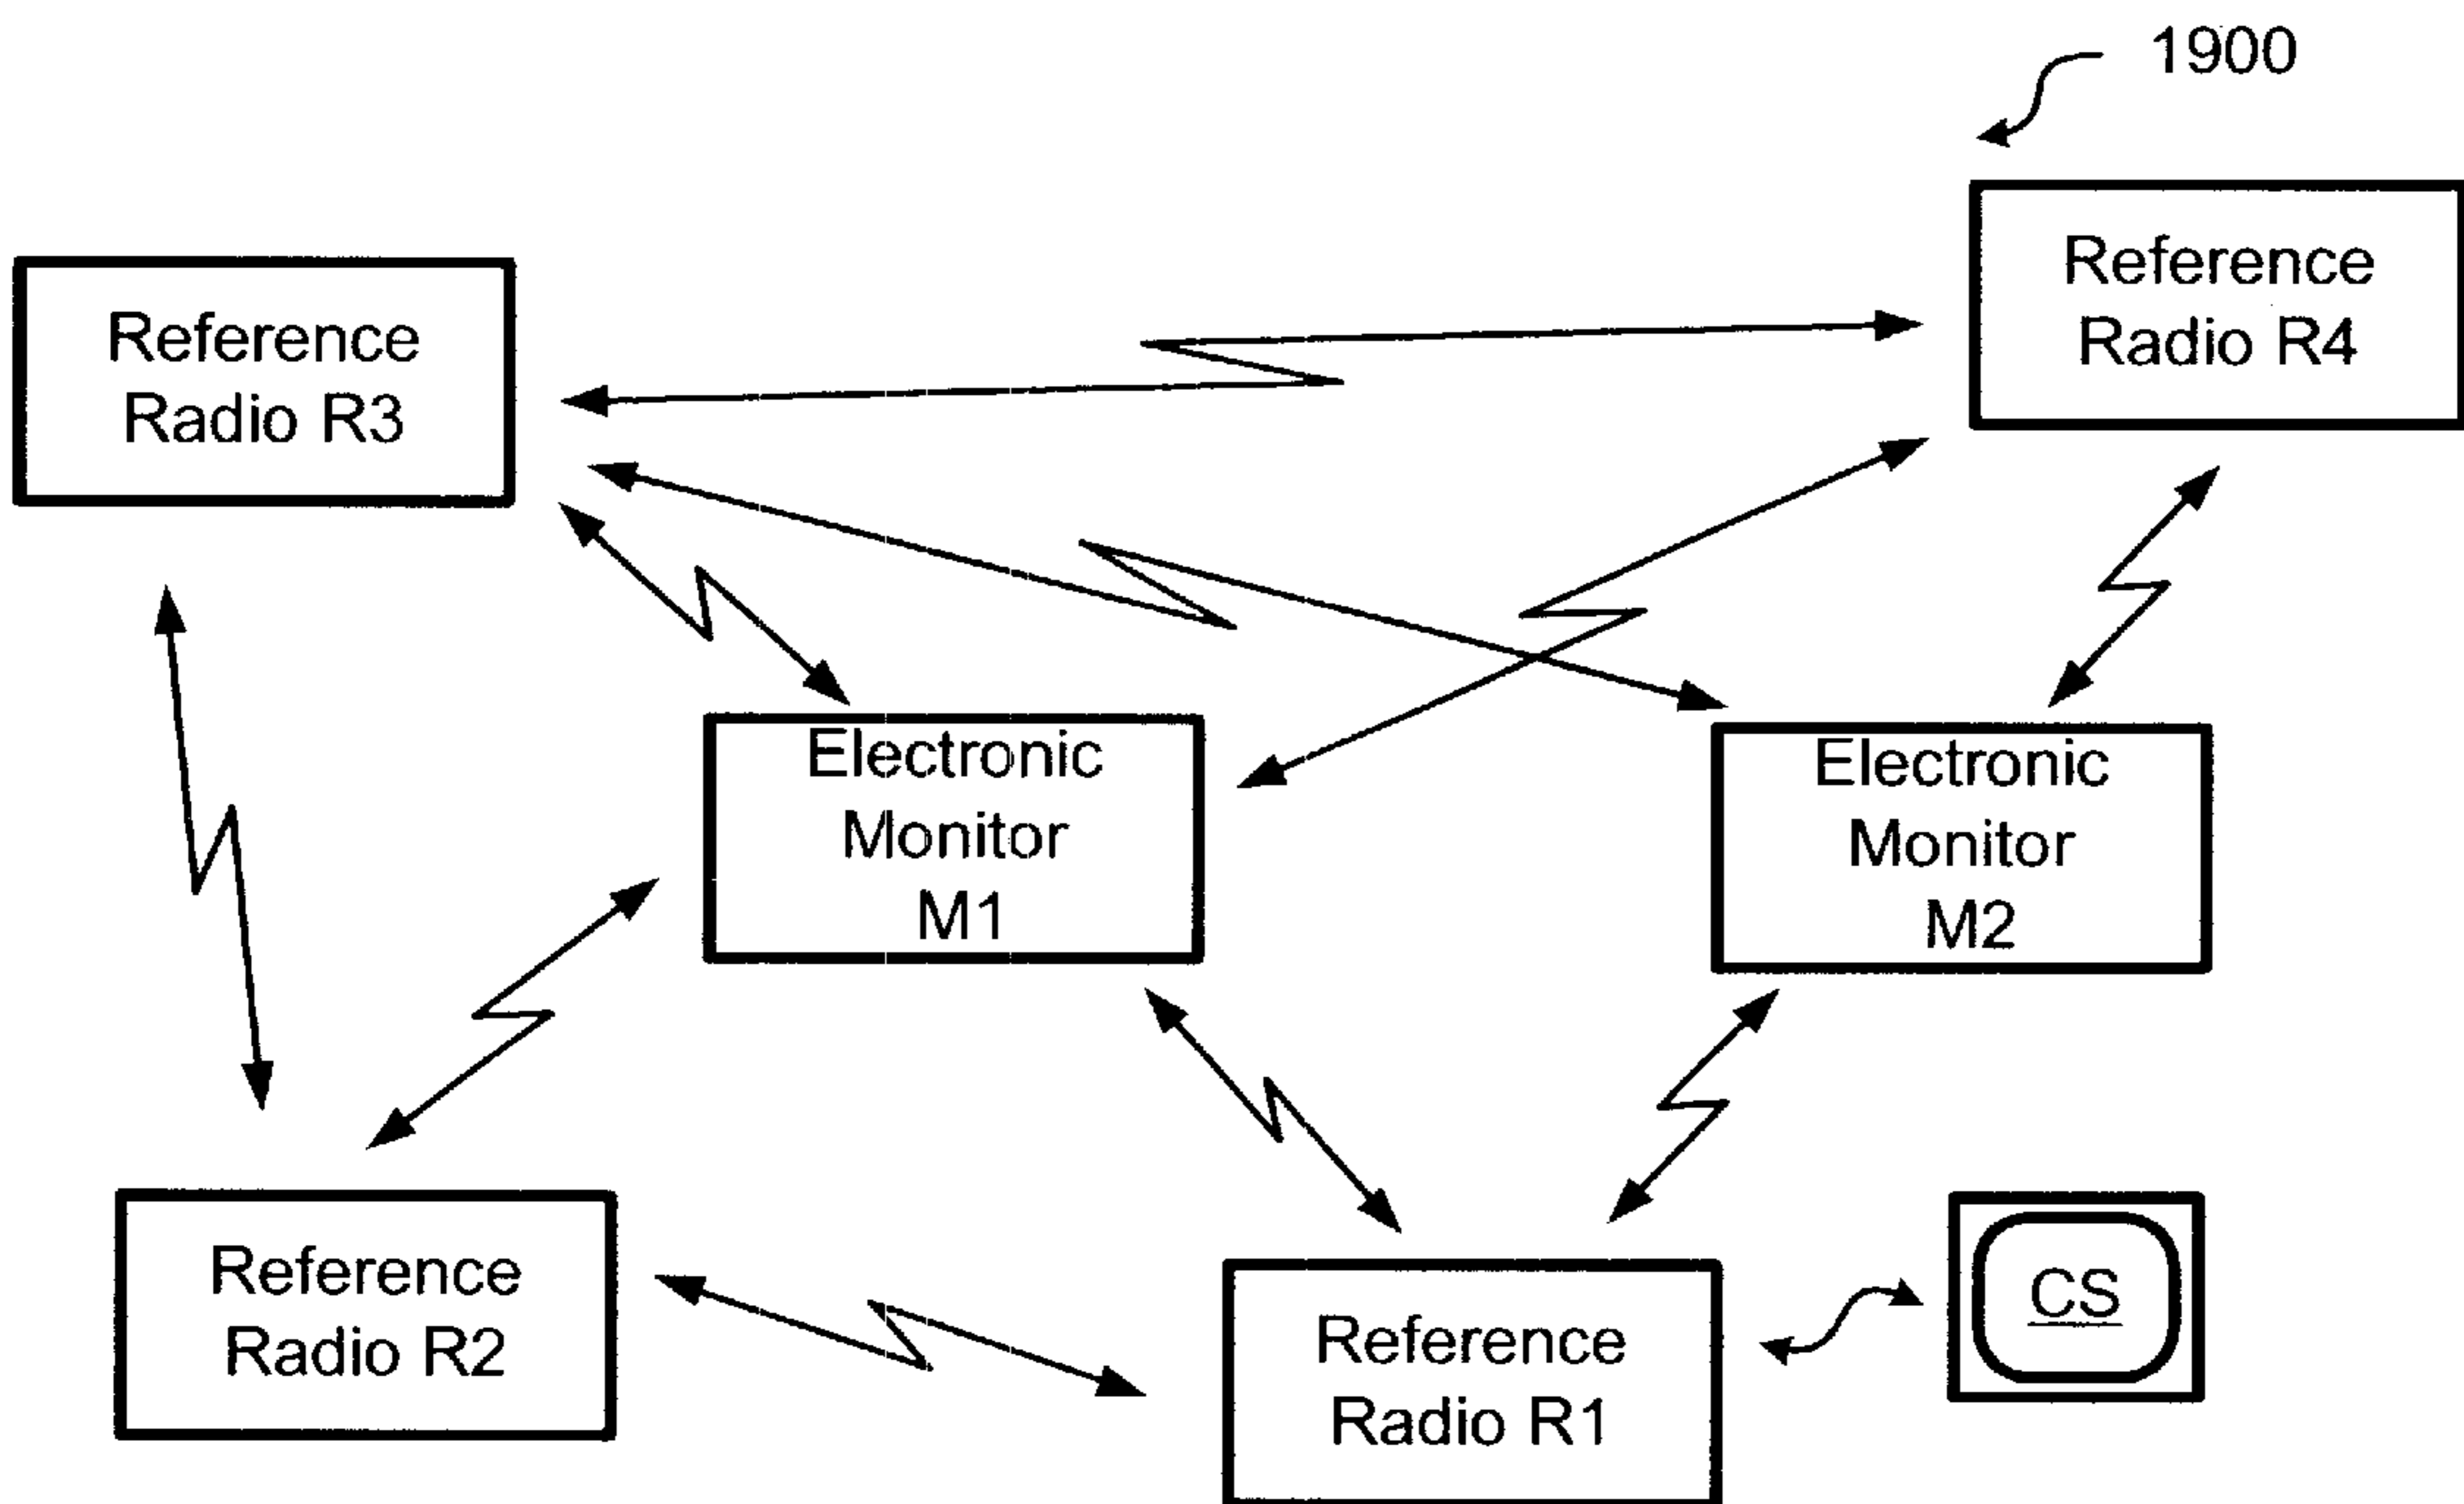 1900
Reference
Radio R4
Reference
Radio R3
Electronic
Monitor
M1
Electronic
Monitor
M2
Reference
Radio R2
Reference
Radio R1
CS